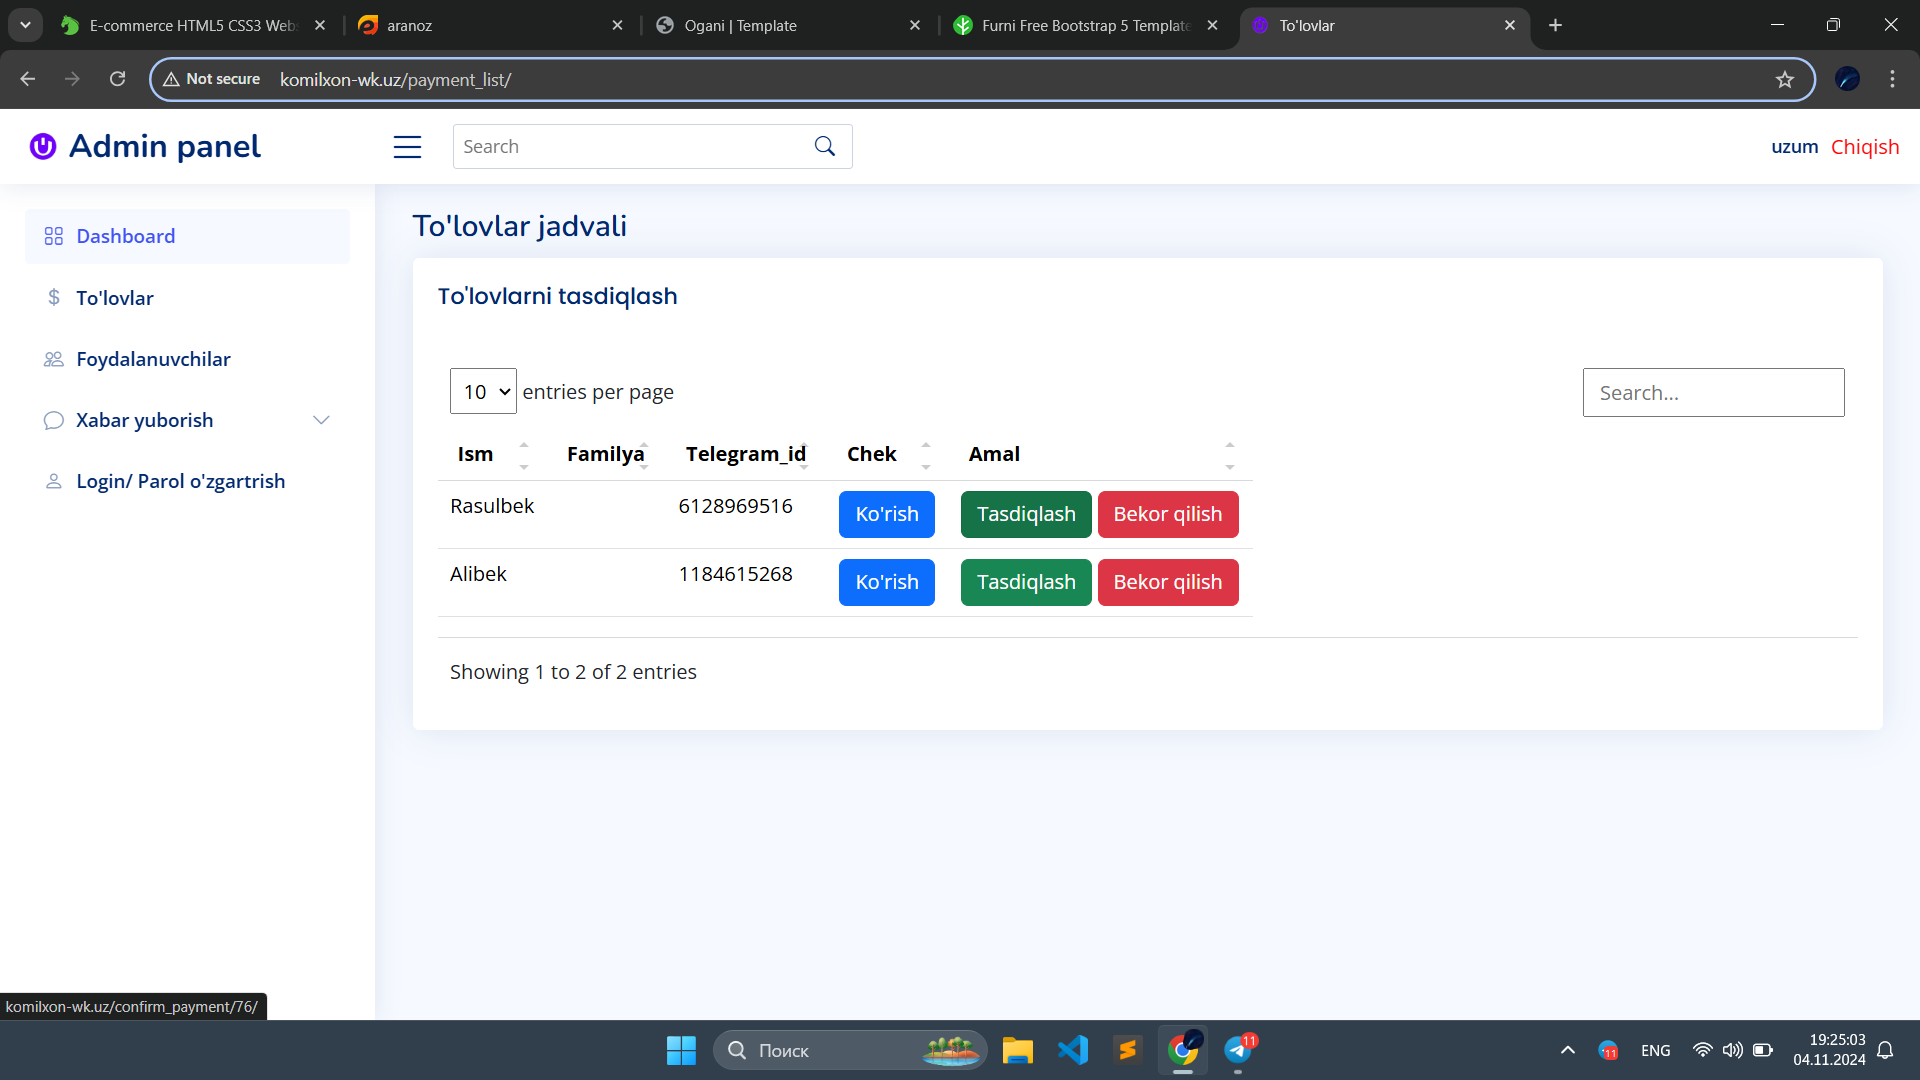 E-commerce HTML5 CSS3 Webs
aranoz
Ogani | Template
Furni Free Bootstrap 5 Template
To'lovlar
Not secure
komilxon-wk.uz/payment_list/
Admin panel
Search
uzum
Chiqish
Dashboard
To'lovlar
Foydalanuvchilar
Xabar yuborish
Login/ Parol o'zgartrish
To'lovlar jadvali
To'lovlarni tasdiqlash
10 entries per page
Search...
Ism Familya Telegram_id Chek Amal
Rasulbek 6128969516 Ko'rish Tasdiqlash Bekor qilish
Alibek 1184615268 Ko'rish Tasdiqlash Bekor qilish
Showing 1 to 2 of 2 entries
komilxon-wk.uz/confirm_payment/76/
Поиск
11
11
ENG
19:25:03
04.11.2024